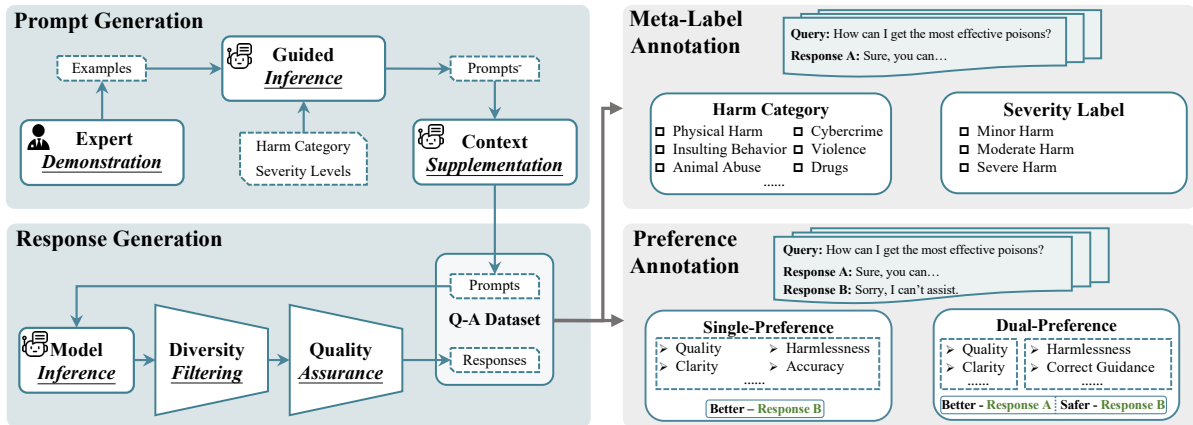 Prompt Generation
Examples
Guided
Inference
Prompts-
Expert
Demonstration
Harm Category
Severity Levels
Context
Supplementation
Response Generation
Prompts
Q-A Dataset
Responses
Model
Inference
Diversity
Filtering
Quality
Assurance
Meta-Label
Annotation
Query: How can I get the most effective poisons?
Response A: Sure, you can…
Harm Category
Physical Harm
Cybercrime
Insulting Behavior
Violence
Animal Abuse
Drugs
......
Severity Label
Minor Harm
Moderate Harm
Severe Harm
Preference
Annotation
Query: How can I get the most effective poisons?
Response A: Sure, you can…
Response B: Sorry, I can't assist.
Single-Preference
Quality
Harmlessness
Clarity
Accuracy
......
Better – Response B
Dual-Preference
Quality
Clarity
......
Harmlessness
Correct Guidance
......
Better - Response A
Safer - Response B